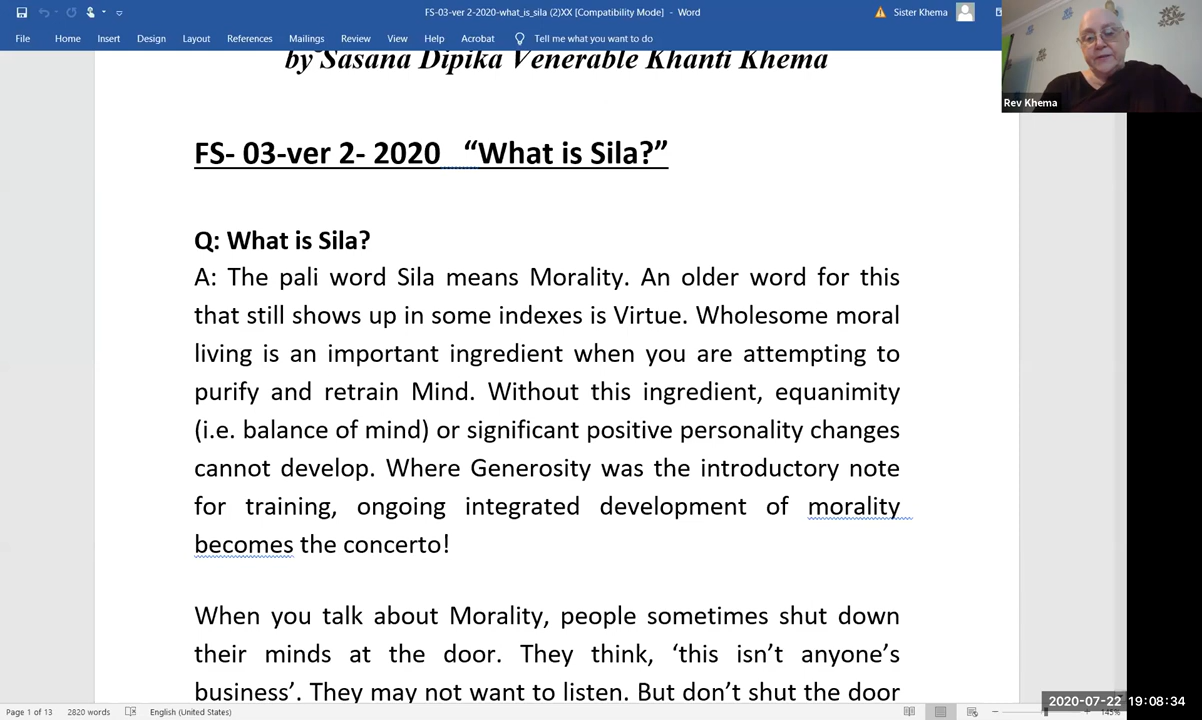 FS-03-ver 2-2020-what_is_sila (2)XX [Compatibility Mode] - Word
Sister Khema
File Home Insert Design Layout References Mailings Review View Help Acrobat Tell me what you want to do
Rev Khema
by Sasana Dipika Venerable Khanti Khema
FS- 03-ver 2- 2020 “What is Sila?”
Q: What is Sila?
A: The pali word Sila means Morality. An older word for this
that still shows up in some indexes is Virtue. Wholesome moral
living is an important ingredient when you are attempting to
purify and retrain Mind. Without this ingredient, equanimity
(i.e. balance of mind) or significant positive personality changes
cannot develop. Where Generosity was the introductory note
for training, ongoing integrated development of morality
becomes the concerto!
When you talk about Morality, people sometimes shut down
their minds at the door. They think, ‘this isn’t anyone’s
business’. They may not want to listen. But don’t shut the door
Page 1 of 13 2820 words English (United States) 145%
2020-07-22 19:08:34